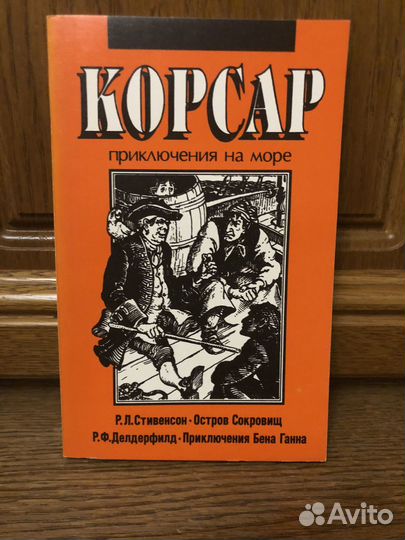 КОРСАР
приключения на море
Р.Л.Стивенсон·Остров Сокровищ
Р.Ф.Делдерфилд·Приключения Бена Ганна
Avito